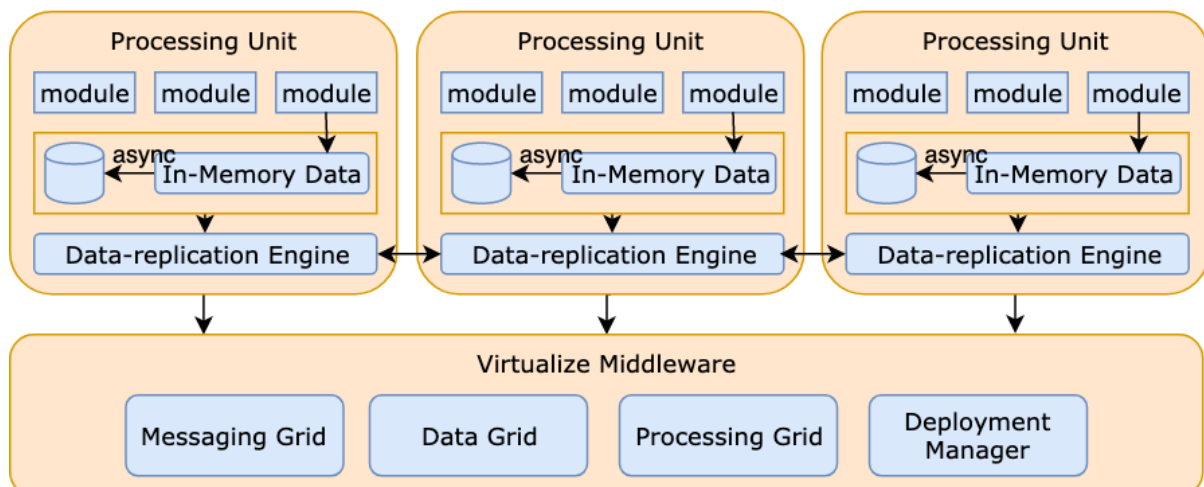 Processing Unit
module module module
async
In-Memory Data
Data-replication Engine
Processing Unit
module module module
async
In-Memory Data
Data-replication Engine
Processing Unit
module module module
async
In-Memory Data
Data-replication Engine
Virtualize Middleware
Messaging Grid
Data Grid
Processing Grid
Deployment
Manager